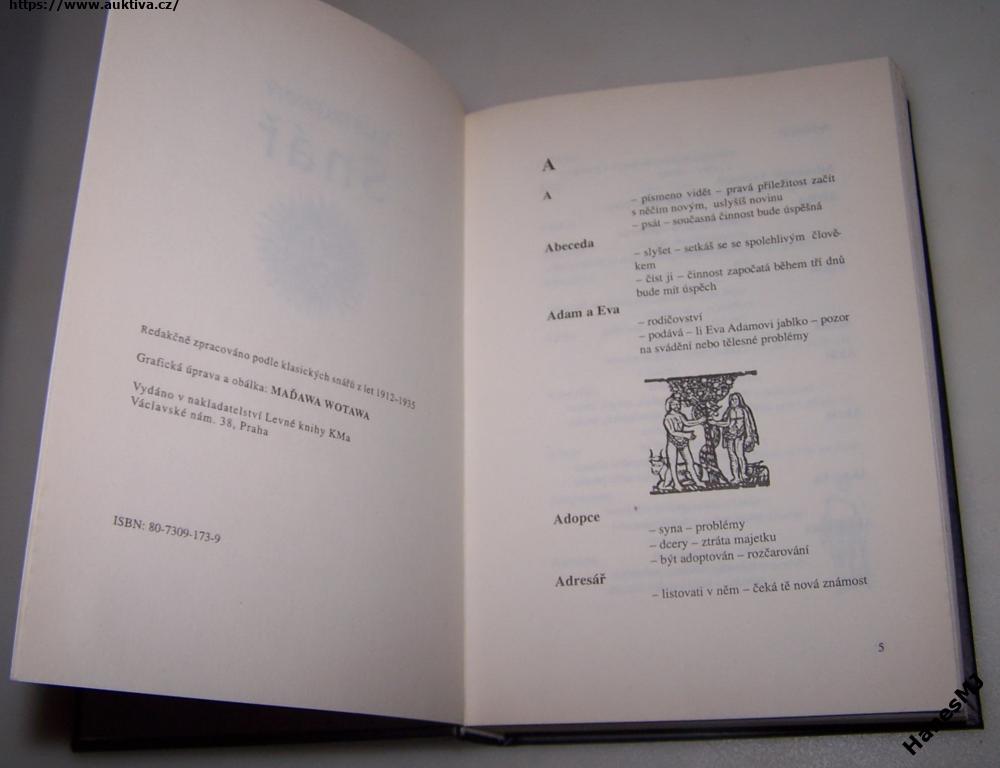 https://www.auktiva.cz/
Snář
Redakčně zpracováno podle klasických snářů z let 1912–1935
Grafická úprava a obálka: MAĎAWA WOTAWA
Vydáno v nakladatelství Levné knihy KMa
Václavské nám. 38, Praha
ISBN: 80-7309-173-9
A
A
– písmeno vidět – pravá příležitost začít
s něčím novým, uslyšíš novinu
– psát – současná činnost bude úspěšná
Abeceda
– slyšet – setkáš se se spolehlivým člově-
kem
– číst ji – činnost započatá během tří dnů
bude mít úspěch
Adam a Eva
– rodičovství
– podává – li Eva Adamovi jablko – pozor
na svádění nebo tělesné problémy
Adopce
– syna – problémy
– dcery – ztráta majetku
– být adoptován – rozčarování
Adresář
– listovati v něm – čeká tě nová známost
5
HanesMJ